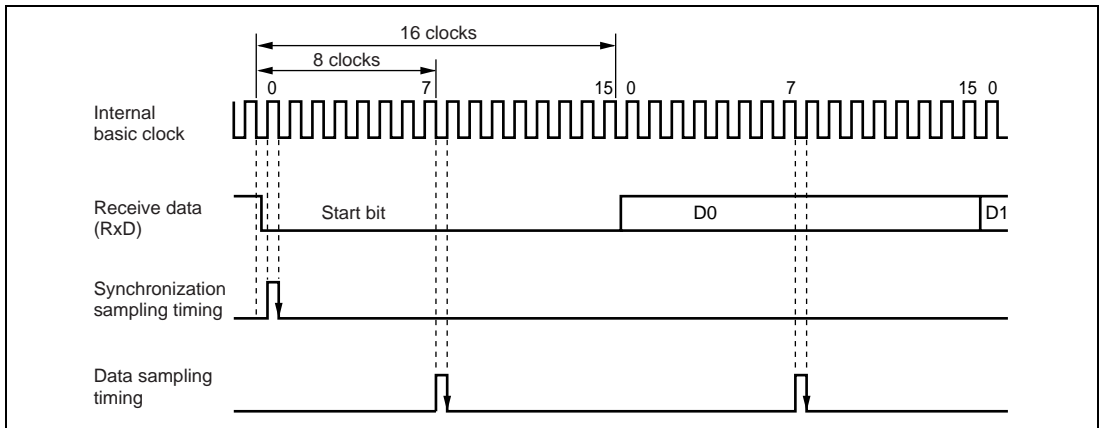 16 clocks
8 clocks
0 7 15 0 7 15 0
Internal
basic clock
Receive data
(RxD)
Start bit D0 D1
Synchronization
sampling timing
Data sampling
timing